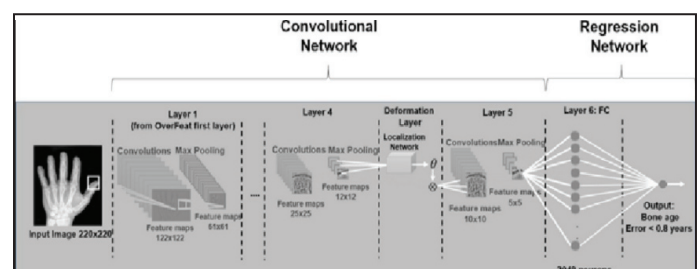 Convolutional
Network
Regression
Network
Layer 1
(from OverFeat first layer)
Convolutions Max Pooling
Feature maps
122x122
Feature maps
61x61
Input Image 220x220
....
Layer 4
Convolutions Max Pooling
Feature maps
25x25
Feature maps
12x12
Deformation
Layer
Localization
Network
θ
Layer 5
Convolutions Max Pooling
Feature maps
10x10
Feature maps
5x5
Layer 6: FC
Output:
Bone age
Error < 0.8 years